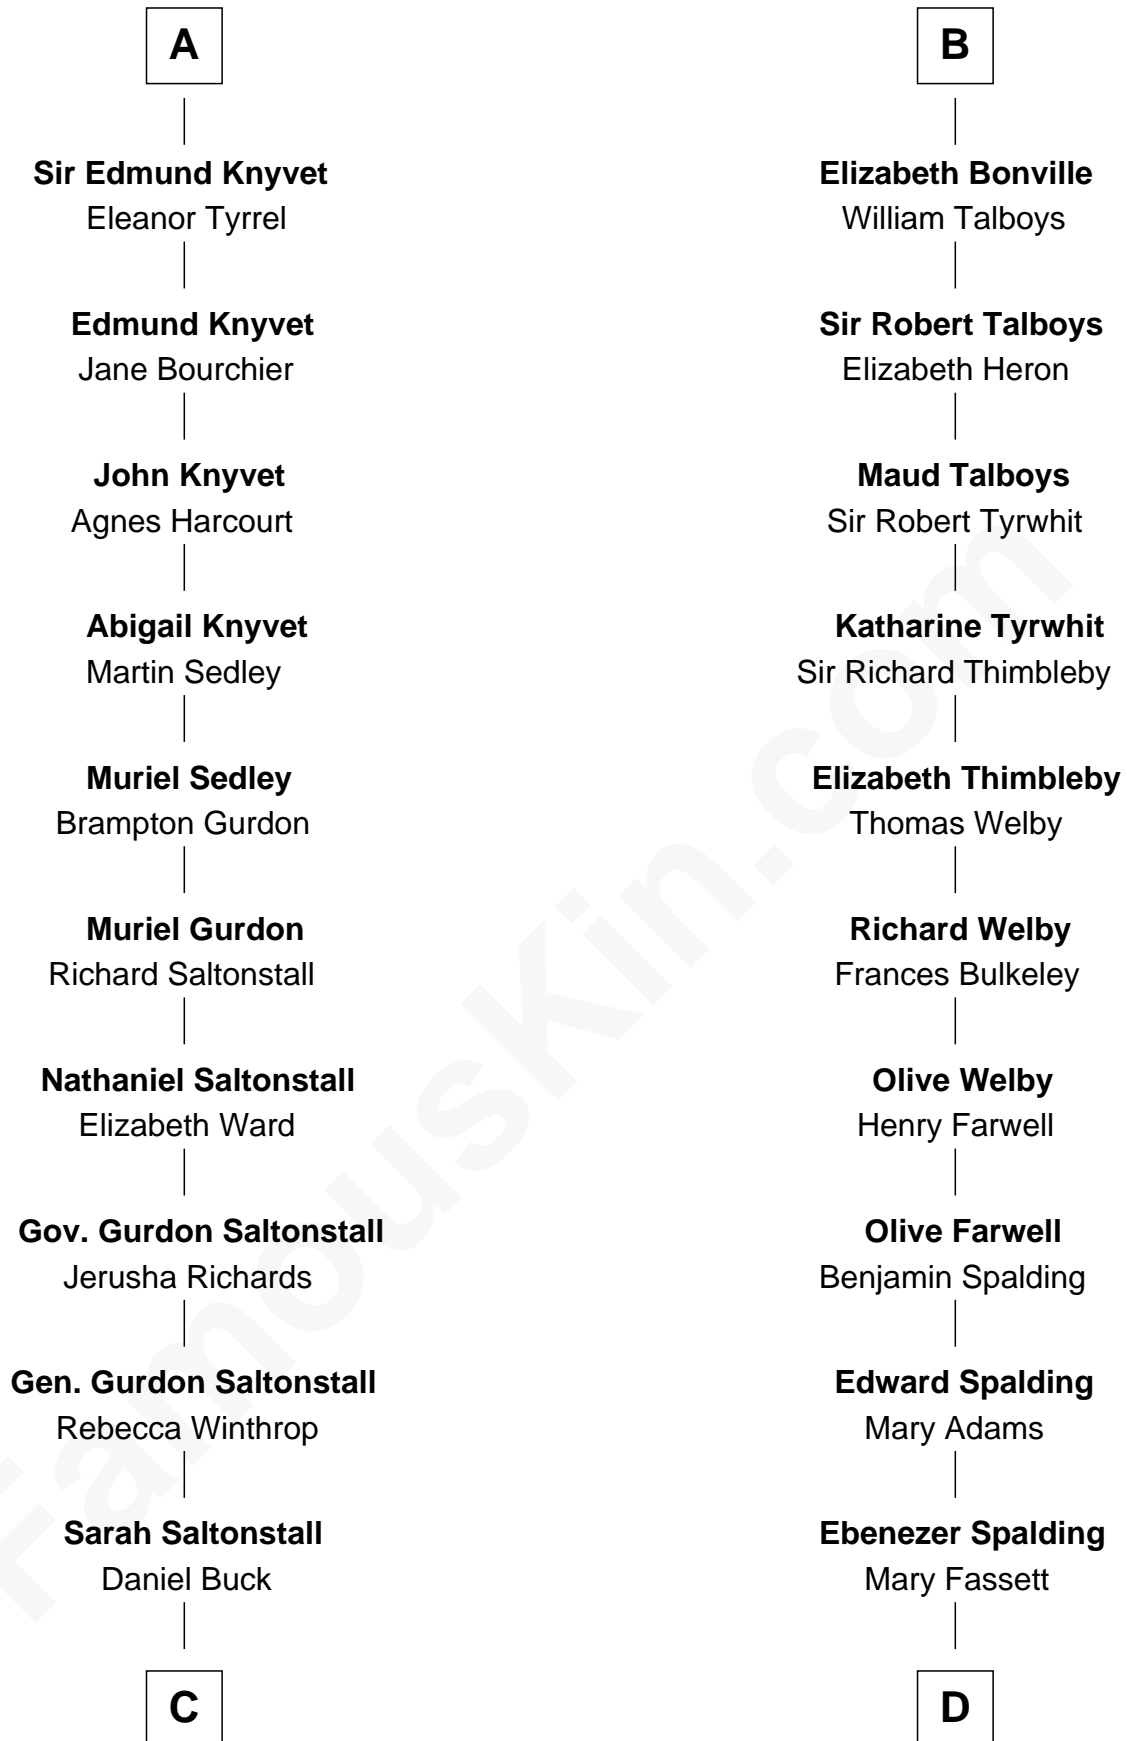 A
Sir Edmund Knyvet
Eleanor Tyrrel
Edmund Knyvet
Jane Bourchier
John Knyvet
Agnes Harcourt
Abigail Knyvet
Martin Sedley
Muriel Sedley
Brampton Gurdon
Muriel Gurdon
Richard Saltonstall
Nathaniel Saltonstall
Elizabeth Ward
Gov. Gurdon Saltonstall
Jerusha Richards
Gen. Gurdon Saltonstall
Rebecca Winthrop
Sarah Saltonstall
Daniel Buck
C
B
Elizabeth Bonville
William Talboys
Sir Robert Talboys
Elizabeth Heron
Maud Talboys
Sir Robert Tyrwhit
Katharine Tyrwhit
Sir Richard Thimbleby
Elizabeth Thimbleby
Thomas Welby
Richard Welby
Frances Bulkeley
Olive Welby
Henry Farwell
Olive Farwell
Benjamin Spalding
Edward Spalding
Mary Adams
Ebenezer Spalding
Mary Fassett
D
FamousKin.com